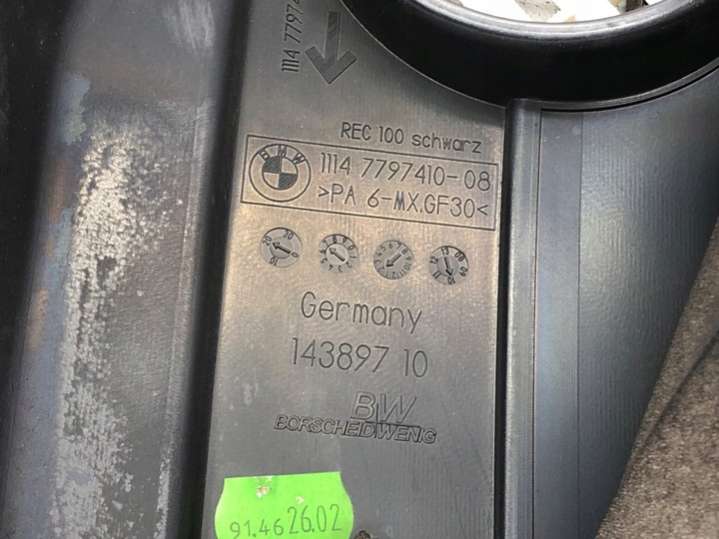 1114 77974
REC 100 schwarz
BMW
1114 7797410-08
>PA 6-MX.GF30<
Germany
143897 10
BW
BORSCHEIDWENIG
91.46 26.02